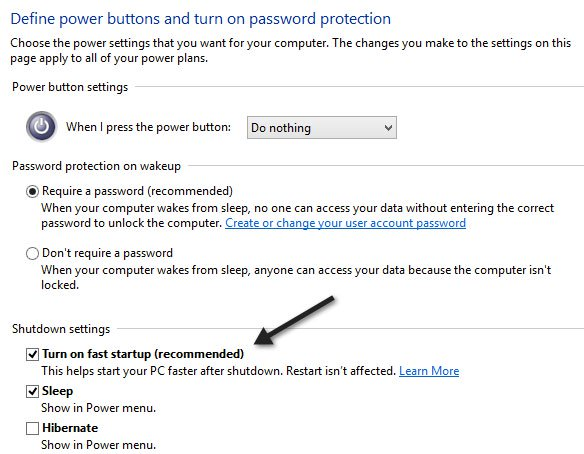 Define power buttons and turn on password protection
Choose the power settings that you want for your computer. The changes you make to the settings on this
page apply to all of your power plans.
Power button settings
When I press the power button: Do nothing
Password protection on wakeup
Require a password (recommended)
When your computer wakes from sleep, no one can access your data without entering the correct
password to unlock the computer. Create or change your user account password
Don't require a password
When your computer wakes from sleep, anyone can access your data because the computer isn't
locked.
Shutdown settings
Turn on fast startup (recommended)
This helps start your PC faster after shutdown. Restart isn't affected. Learn More
Sleep
Show in Power menu.
Hibernate
Show in Power menu.